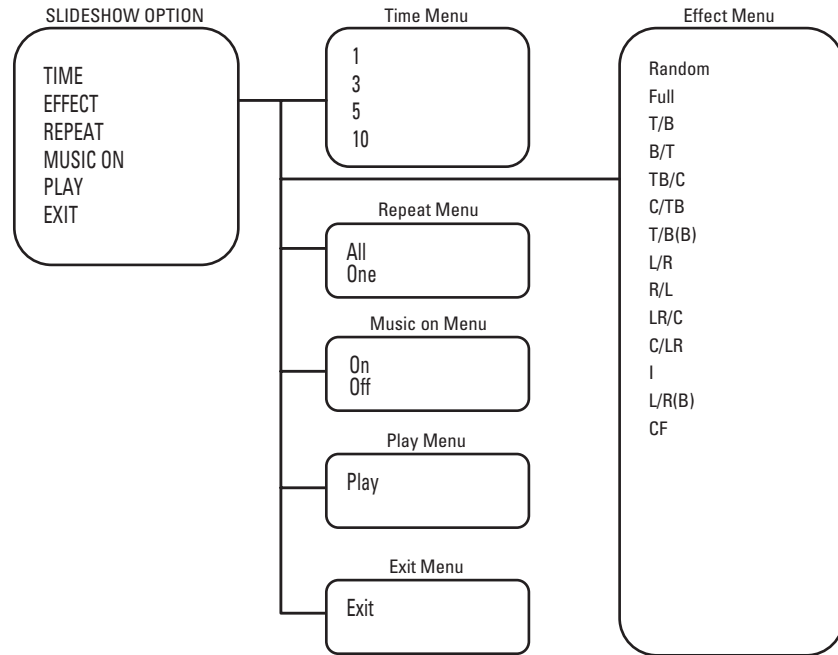 SLIDESHOW OPTION
TIME
EFFECT
REPEAT
MUSIC ON
PLAY
EXIT
Time Menu
1
3
5
10
Repeat Menu
All
One
Music on Menu
On
Off
Play Menu
Play
Exit Menu
Exit
Effect Menu
Random
Full
T/B
B/T
TB/C
C/TB
T/B(B)
L/R
R/L
LR/C
C/LR
I
L/R(B)
CF